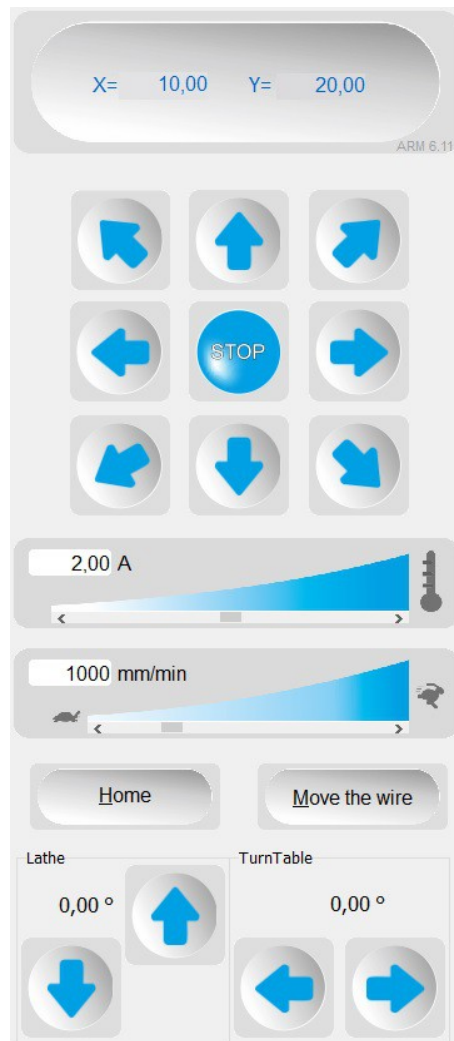 X= 10,00 Y= 20,00
ARM 6.11
STOP
2,00 A
1000 mm/min
Home Move the wire
Lathe TurnTable
0,00 º 0,00 º